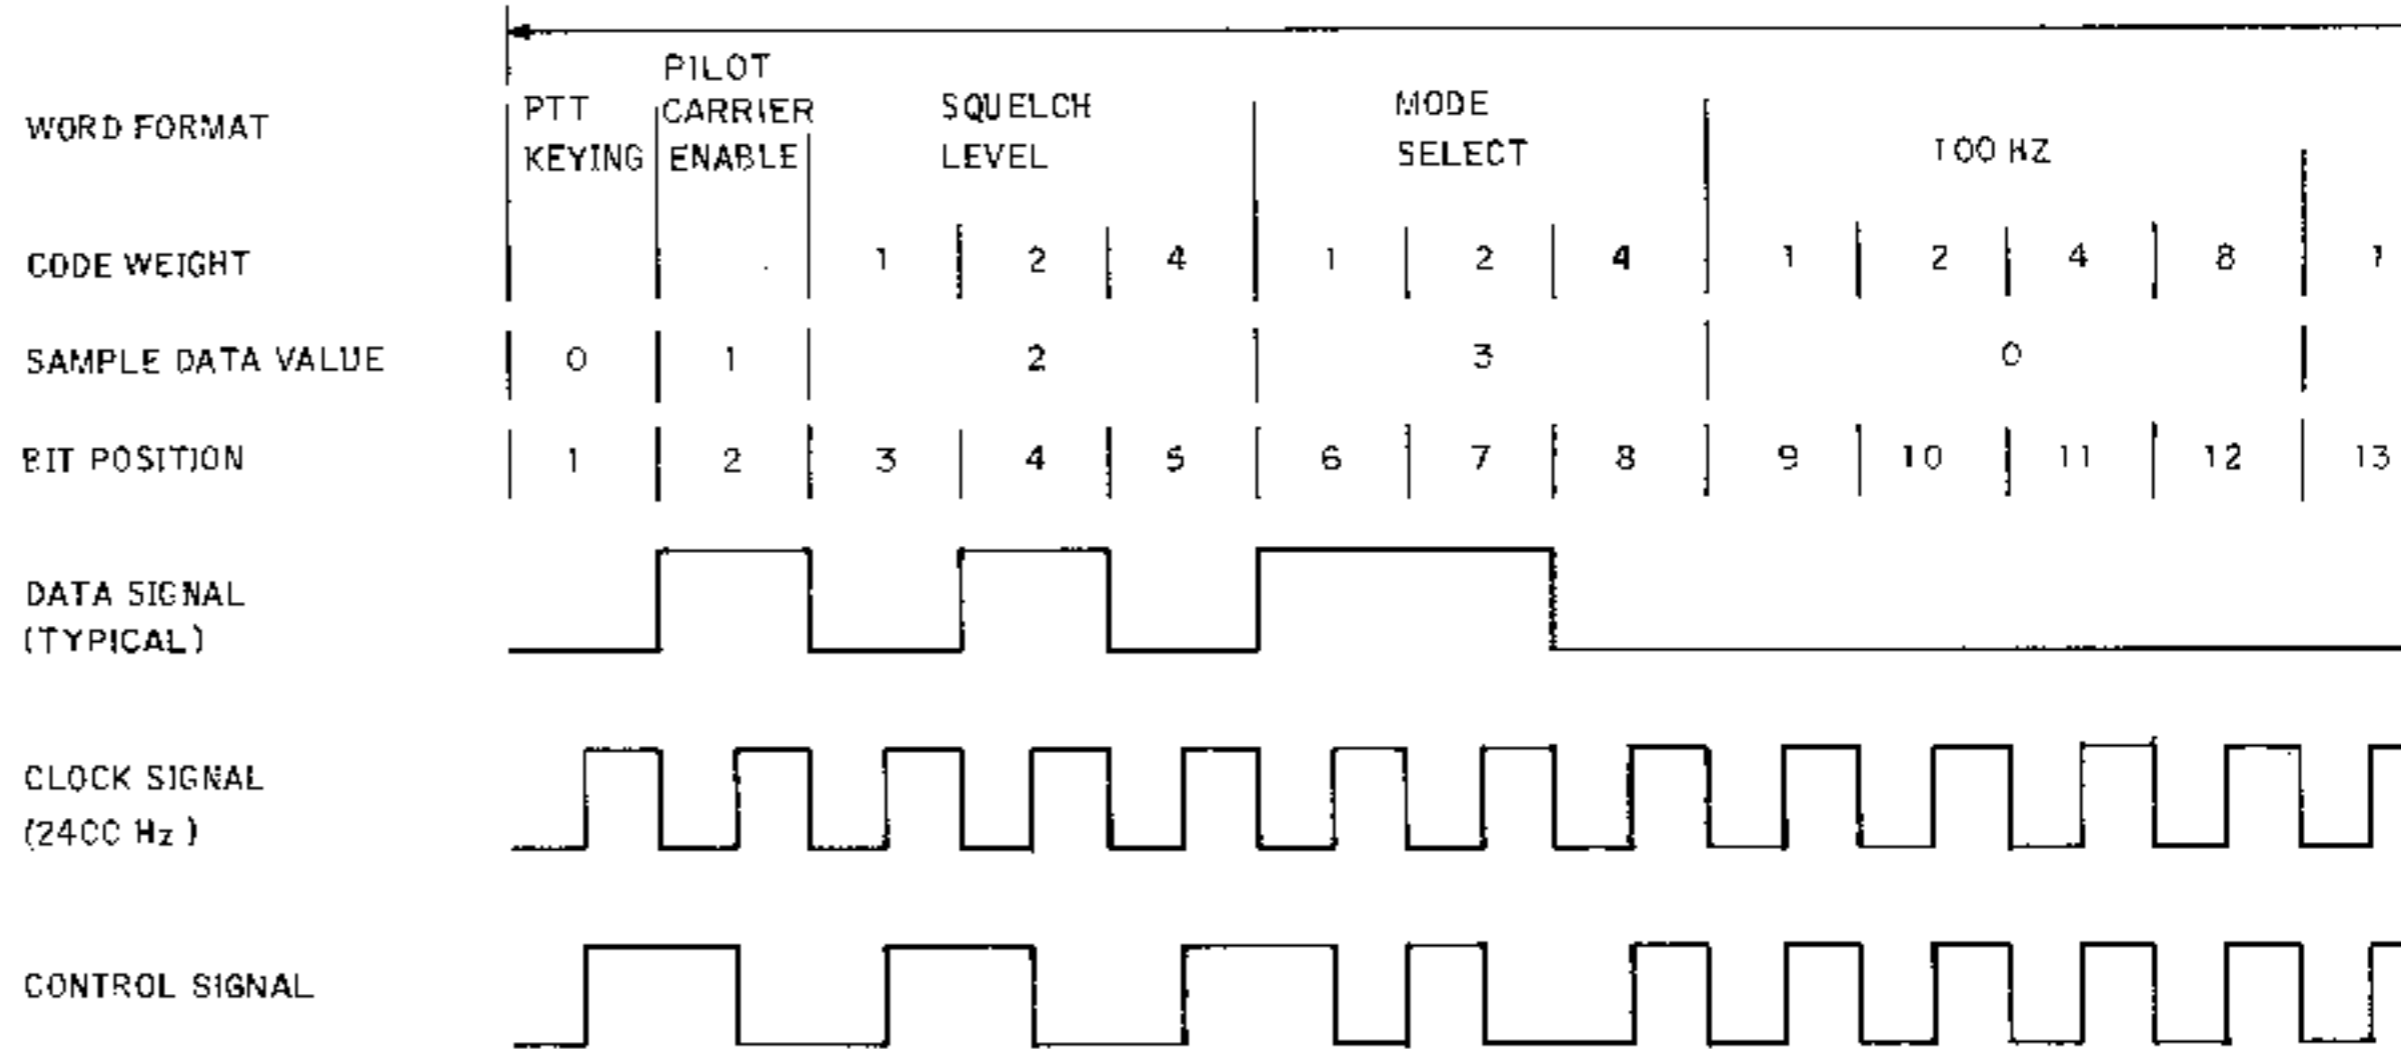 WORD FORMAT
PTT
KEYING
PILOT
CARRIER
ENABLE
SQUELCH
LEVEL
MODE
SELECT
100 HZ
CODE WEIGHT 1 2 4 1 2 4 1 2 4 8 1
SAMPLE DATA VALUE 0 1 2 3 0
BIT POSITION 1 2 3 4 5 6 7 8 9 10 11 12 13
DATA SIGNAL
(TYPICAL)
CLOCK SIGNAL
(2400 Hz)
CONTROL SIGNAL